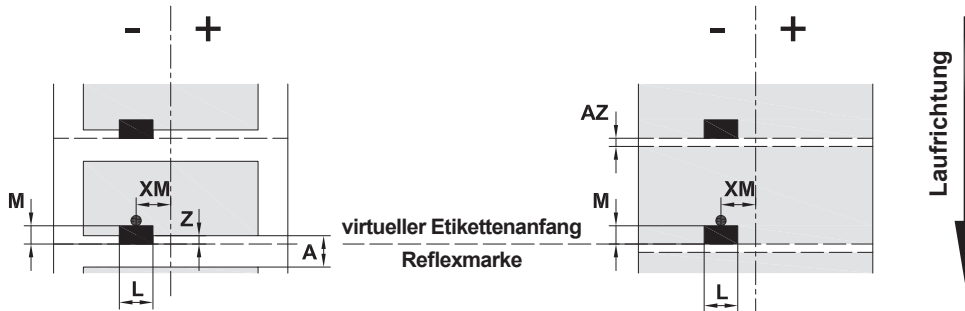 - +
- +
AZ
Laufrichtung
XM
XM
M
Z
M
virtueller Etikettenanfang
A
Reflexmarke
L
L